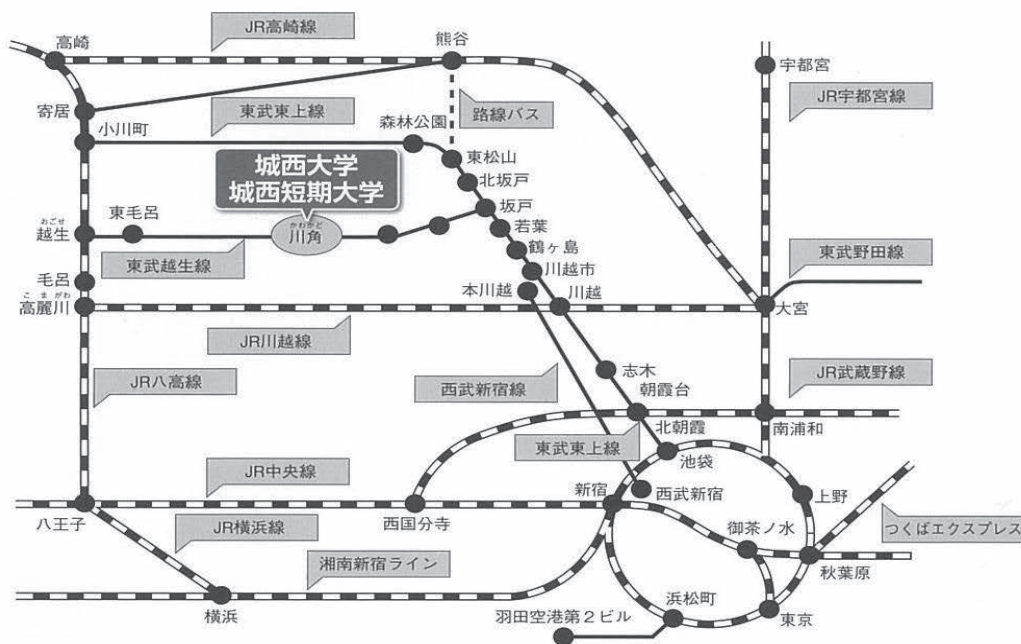 JR高崎線
高崎
熊谷
宇都宮
JR宇都宮線
寄居
東武東上線
路線バス
小川町
森林公園
東松山
城西大学
城西短期大学
北坂戸
坂戸
おごせ
越生
東毛呂
かわかど
川角
若葉
鶴ヶ島
東武野田線
東武越生線
川越市
毛呂
本川越
川越
こまがわ
高麗川
大宮
JR川越線
JR八高線
西武新宿線
志木
朝霞台
JR武蔵野線
北朝霞
南浦和
東武東上線
池袋
JR中央線
新宿
西武新宿
上野
八王子
西国分寺
御茶ノ水
つくばエクスプレス
JR横浜線
湘南新宿ライン
秋葉原
横浜
羽田空港第2ビル
浜松町
東京